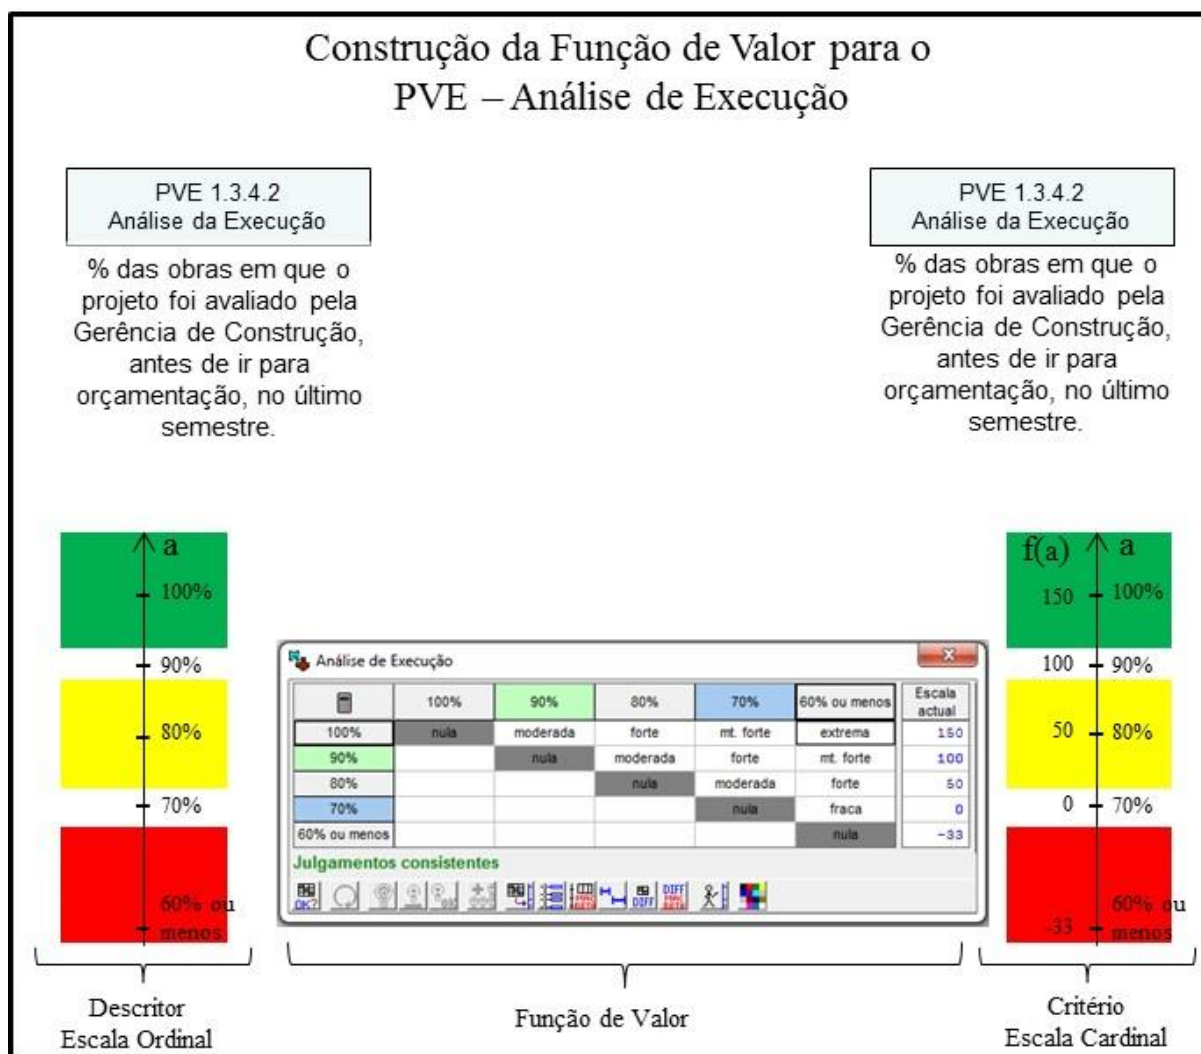 Construção da Função de Valor para o
PVE – Análise de Execução
PVE 1.3.4.2
Análise da Execução
% das obras em que o
projeto foi avaliado pela
Gerência de Construção,
antes de ir para
orçamentação, no último
semestre.
PVE 1.3.4.2
Análise da Execução
% das obras em que o
projeto foi avaliado pela
Gerência de Construção,
antes de ir para
orçamentação, no último
semestre.
a
100%
90%
80%
70%
60% ou
menos
Análise de Execução
100% 90% 80% 70% 60% ou menos Escala actual
100% nula moderada forte mt. forte extrema 150
90% nula moderada forte mt. forte 100
80% nula moderada forte 50
70% nula fraca 0
60% ou menos nula -33
Julgamentos consistentes
OK? DIFF DIFF
f(a) a
150 100%
100 90%
50 80%
0 70%
-33 60% ou
menos
Descritor
Escala Ordinal
Função de Valor
Critério
Escala Cardinal